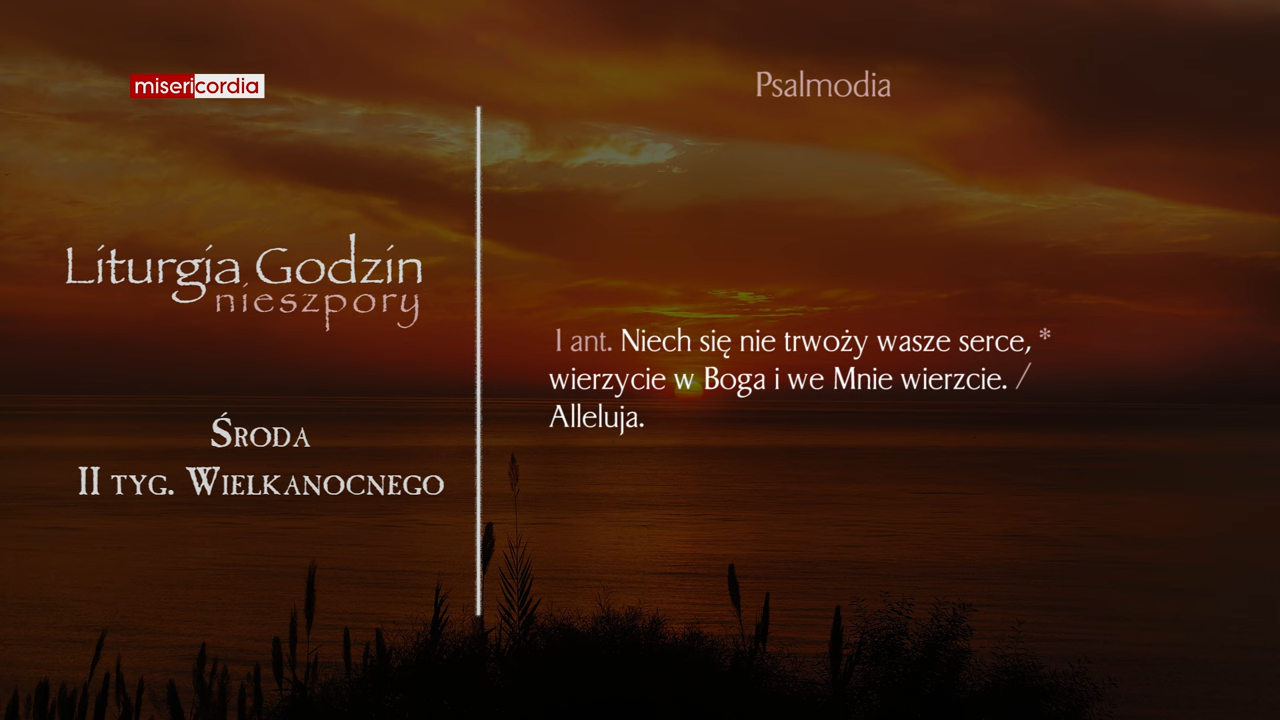 misericordia
Psalmodia
Liturgia Godzin
nieszpory
I ant. Niech się nie trwoży wasze serce, *
wierzycie w Boga i we Mnie wierzcie. /
Alleluja.
Środa
II tyg. Wielkanocnego